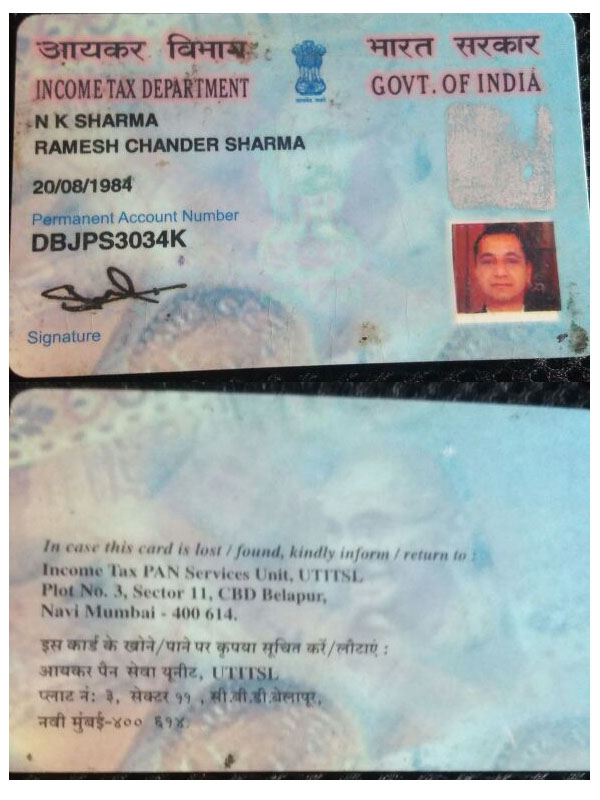 आयकर विभाग
भारत सरकार
INCOME TAX DEPARTMENT
GOVT. OF INDIA
N K SHARMA
RAMESH CHANDER SHARMA
20/08/1984
Permanent Account Number
DBJPS3034K
Signature
In case this card is lost / found, kindly inform / return to :
Income Tax PAN Services Unit, UTITSL
Plot No. 3, Sector 11, CBD Belapur,
Navi Mumbai - 400 614.
इस कार्ड के खोने/पाने पर कृपया सूचित करें/लौटाएं :
आयकर पैन सेवा यूनीट, UTITSL
प्लाट नं: ३, सेक्टर ११ , सी.बी.डी.बेलापूर,
नवी मुंबई-४०० ६१४.